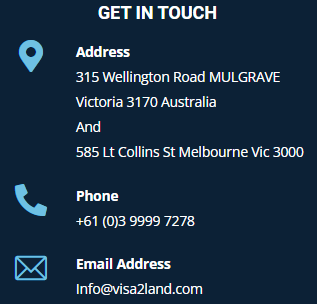 GET IN TOUCH
Address
315 Wellington Road MULGRAVE
Victoria 3170 Australia
And
585 Lt Collins St Melbourne Vic 3000
Phone
+61 (0)3 9999 7278
Email Address
Info@visa2land.com